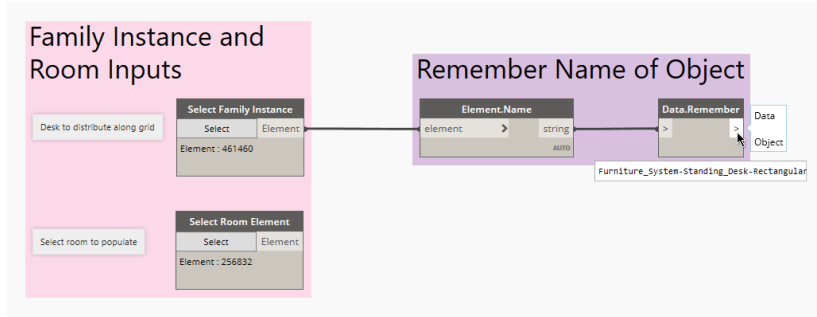 Family Instance and
Room Inputs
Desk to distribute along grid
Select Family Instance
Select
Element
Element : 461460
Select room to populate
Select Room Element
Select
Element
Element : 256832
Remember Name of Object
Element.Name
element
>
string
AUTO
Data.Remember
>
>
Data
Object
Furniture_System-Standing_Desk-Rectangular